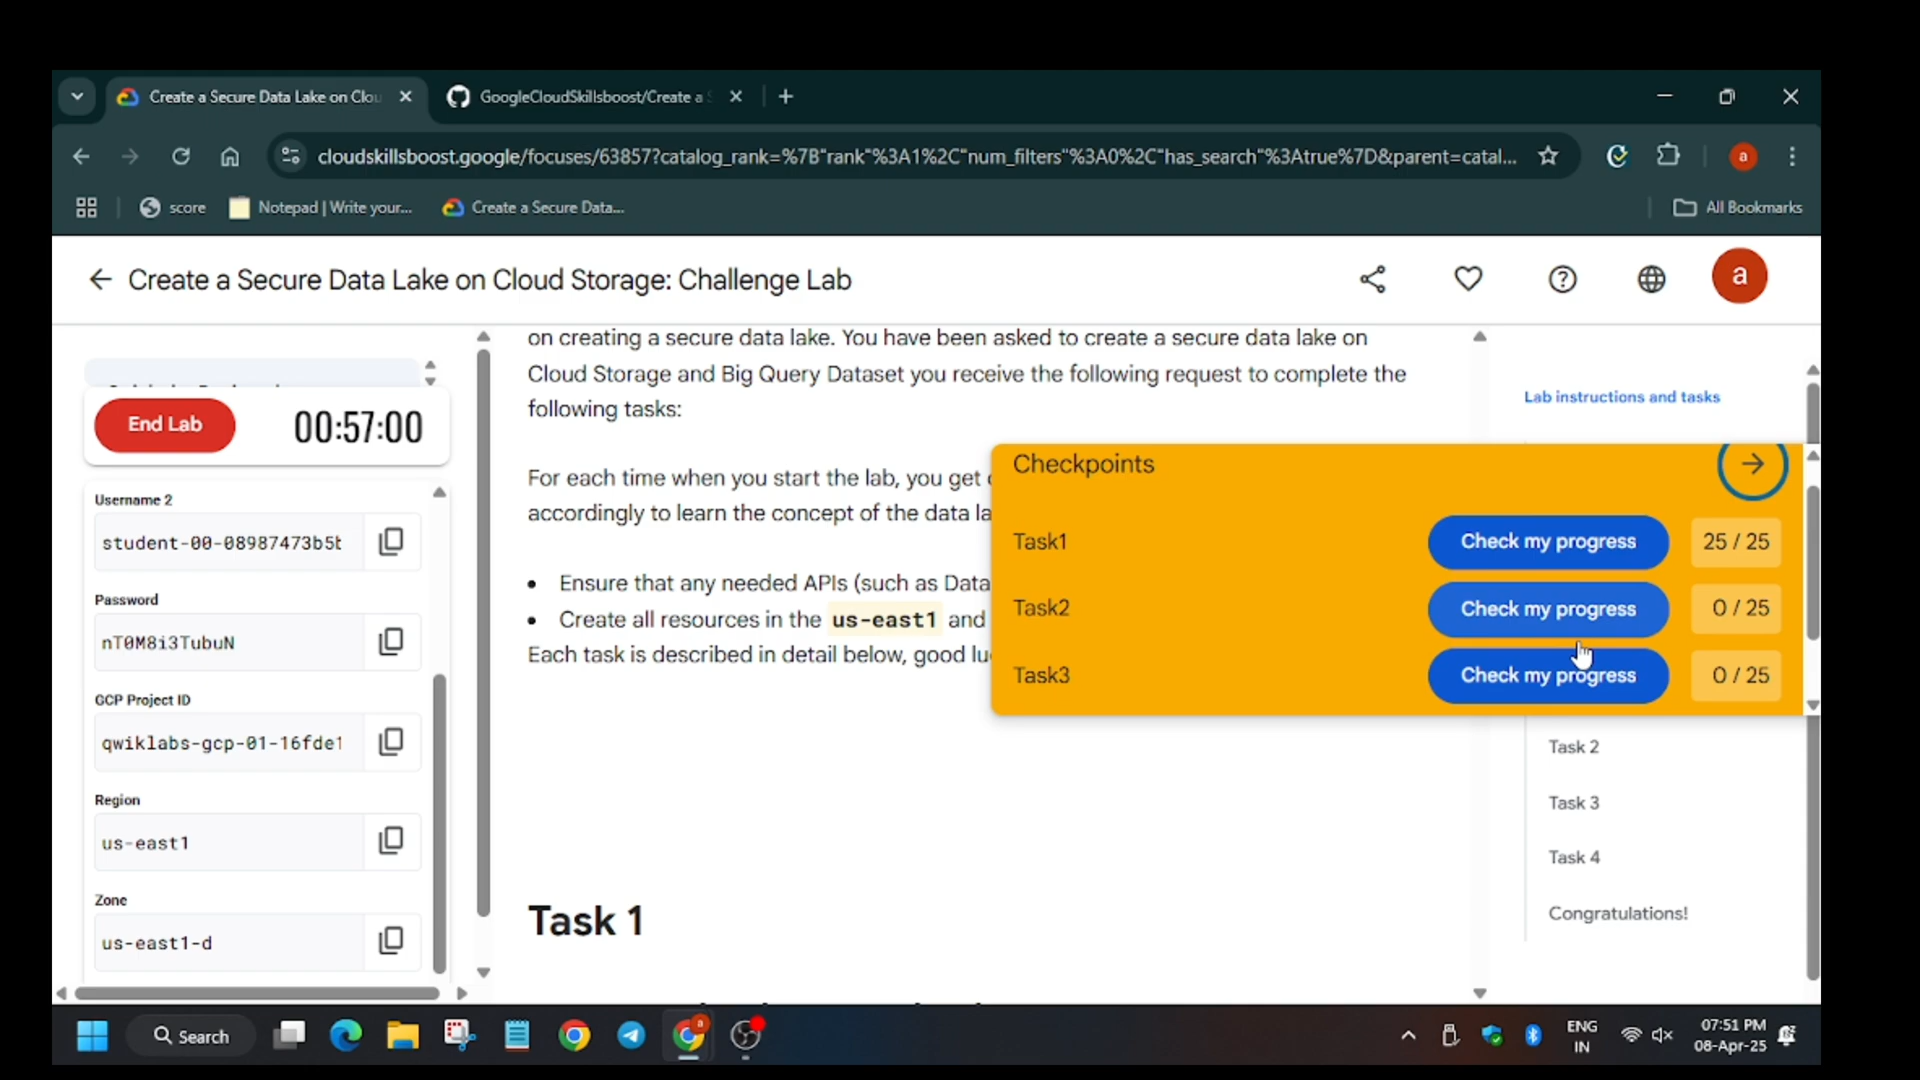 Create a Secure Data Lake on Clou
GoogleCloudSkillsboost/Create a S
cloudskillsboost.google/focuses/63857?catalog_rank=%7B"rank"%3A1%2C"num_filters"%3A0%2C"has_search"%3Atrue%7D&parent=catal...
a
score
Notepad | Write your...
Create a Secure Data...
All Bookmarks
Create a Secure Data Lake on Cloud Storage: Challenge Lab
a
End Lab
00:57:00
Username 2
student-00-08987473b5b
Password
nT0M8i3TubuN
GCP Project ID
qwiklabs-gcp-01-16fde1
Region
us-east1
Zone
us-east1-d
on creating a secure data lake. You have been asked to create a secure data lake on
Cloud Storage and Big Query Dataset you receive the following request to complete the
following tasks:
For each time when you start the lab, you get
accordingly to learn the concept of the data la
• Ensure that any needed APIs (such as Data
• Create all resources in the us-east1 and
Each task is described in detail below, good lu
Task 1
Lab instructions and tasks
Checkpoints
Task1
Check my progress
25 / 25
Task2
Check my progress
0 / 25
Task3
Check my progress
0 / 25
Task 2
Task 3
Task 4
Congratulations!
Search
ENG
IN
07:51 PM
08-Apr-25